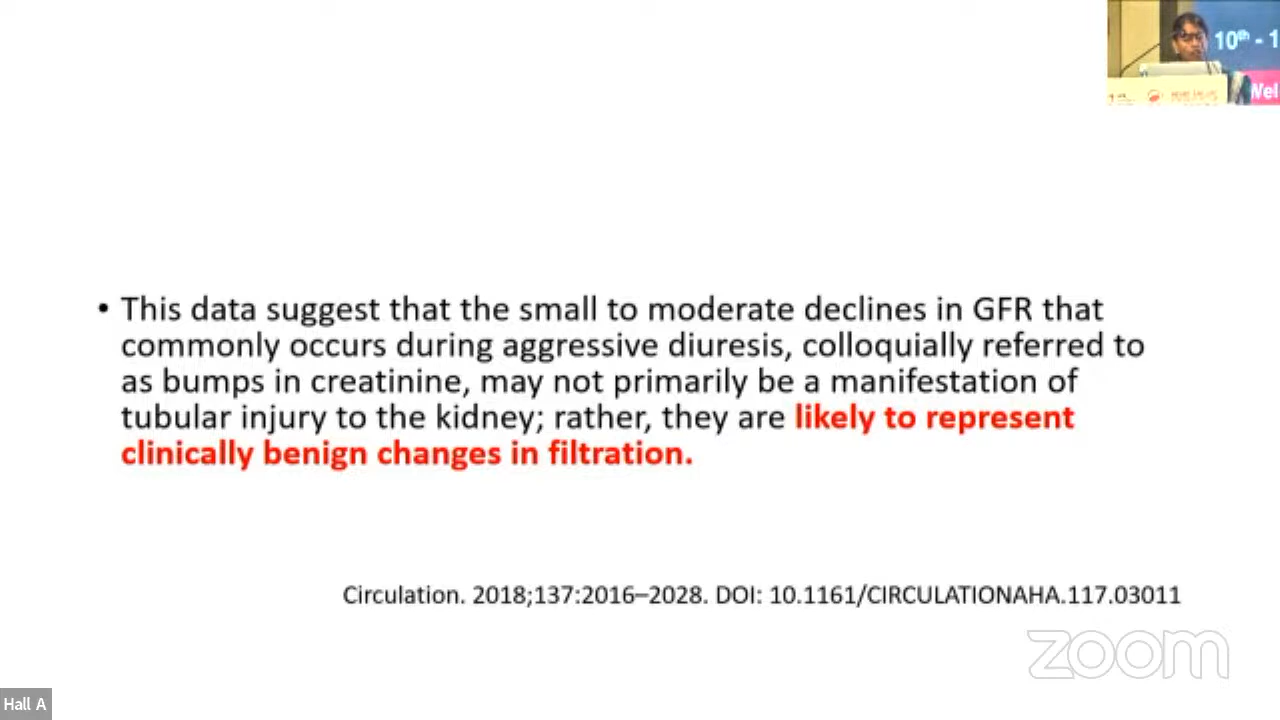 10th - 1
Wel
• This data suggest that the small to moderate declines in GFR that
commonly occurs during aggressive diuresis, colloquially referred to
as bumps in creatinine, may not primarily be a manifestation of
tubular injury to the kidney; rather, they are likely to represent
clinically benign changes in filtration.
Circulation. 2018;137:2016–2028. DOI: 10.1161/CIRCULATIONAHA.117.03011
zoom
Hall A